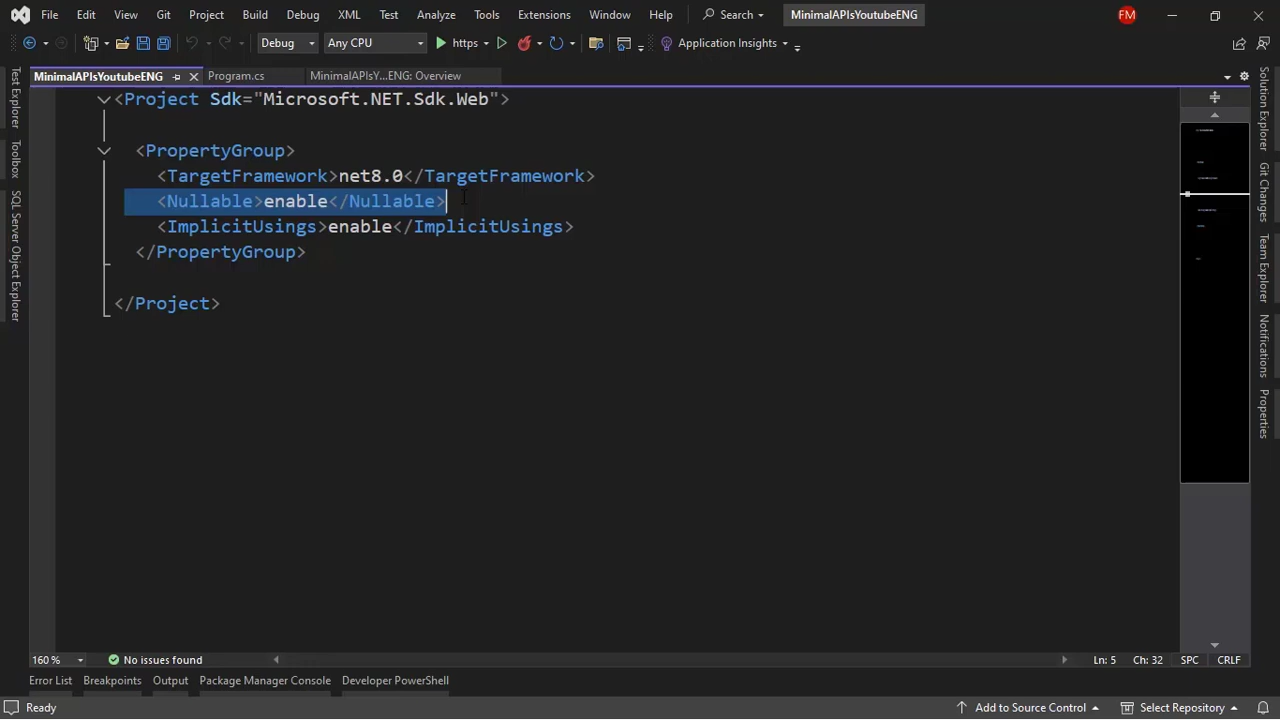 File Edit View Git Project Build Debug XML Test Analyze Tools Extensions Window Help Search MinimalAPIsYoutubeENG FM
Debug Any CPU https Application Insights
MinimalAPIsYoutubeENG Program.cs MinimalAPIsY...ENG: Overview
<Project Sdk="Microsoft.NET.Sdk.Web">
<PropertyGroup>
<TargetFramework>net8.0</TargetFramework>
<Nullable>enable</Nullable>
<ImplicitUsings>enable</ImplicitUsings>
</PropertyGroup>
</Project>
Test Explorer
Toolbox
SQL Server Object Explorer
Solution Explorer
Git Changes
Team Explorer
Notifications
Properties
160 % No issues found Ln: 5 Ch: 32 SPC CRLF
Error List Breakpoints Output Package Manager Console Developer PowerShell
Ready Add to Source Control Select Repository